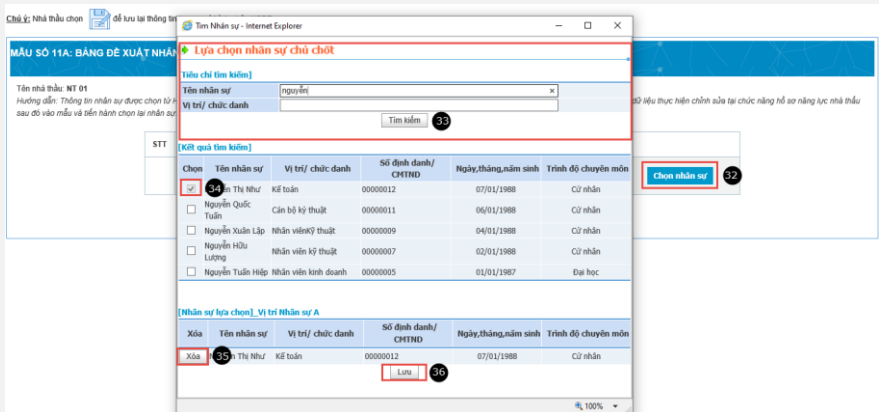 Chú ý: Nhà thầu chọn để lưu lại thông tin
Tìm Nhân sự - Internet Explorer
MẪU SỐ 11A: BẢNG ĐỀ XUẤT NHÂN
Lựa chọn nhân sự chủ chốt
Tiêu chí tìm kiếm]
Tên nhà thầu: NT 01
Tên nhân sự nguyễn x
Hướng dẫn: Thông tin nhân sự được chọn từ dữ liệu thực hiện chỉnh sửa tại chức năng hồ sơ năng lực nhà thầu
Vị trí/ chức danh
sau đó vào mẫu và tiến hành chọn lại nhân sự
Tìm kiếm 33
STT
[Kết quả tìm kiếm]
Chọn Tên nhân sự Vị trí/ chức danh Số định danh/ CMTND Ngày,tháng,năm sinh Trình độ chuyên môn
Chọn nhân sự 32
34 Thị Như Kế toán 00000012 07/01/1988 Cử nhân
Nguyễn Quốc Tuấn Cán bộ kỹ thuật 00000011 06/01/1988 Cử nhân
Nguyễn Xuân Lập Nhân viênKỹ thuật 00000009 04/01/1988 Cử nhân
Nguyễn Hữu Lượng Nhân viên kỹ thuật 00000007 02/01/1988 Cử nhân
Nguyễn Tuấn Hiệp Nhân viên kinh doanh 00000005 01/01/1987 Đại học
[Nhân sự lựa chọn]_Vị trí Nhân sự A
Xóa Tên nhân sự Vị trí/ chức danh Số định danh/ CMTND Ngày,tháng,năm sinh Trình độ chuyên môn
Xóa 35 Thị Như Kế toán 00000012 07/01/1988 Cử nhân
Lưu 36
100%